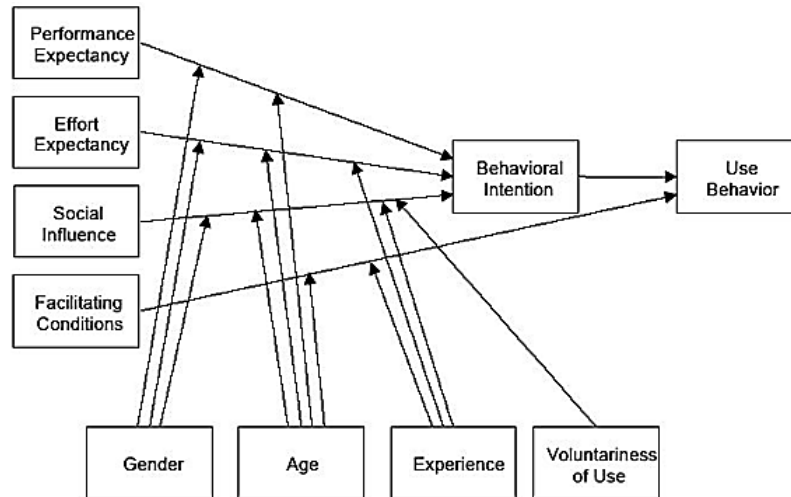 Performance
Expectancy
Effort
Expectancy
Social
Influence
Facilitating
Conditions
Behavioral
Intention
Use
Behavior
Gender
Age
Experience
Voluntariness
of Use